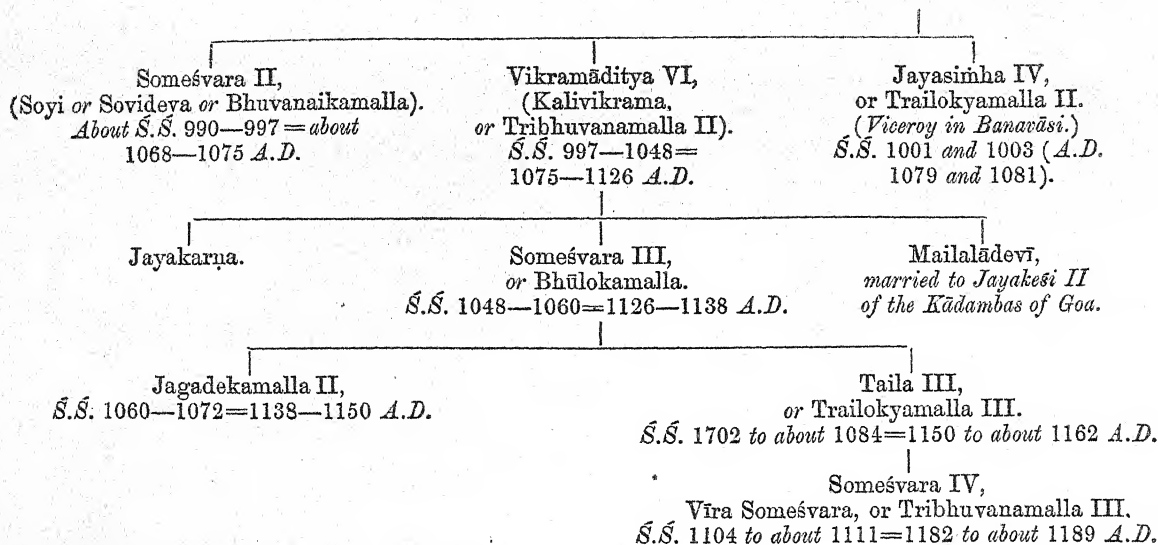 Someśvara II,
(Soyi or Sovideva or Bhuvanaikamalla).
About Ś.Ś. 990—997 = about
1068—1075 A.D.
Vikramāditya VI,
(Kalivikrama,
or Tribhuvanamalla II).
Ś.Ś. 997—1048=
1075—1126 A.D.
Jayasiṁha IV,
or Trailokyamalla II.
(Viceroy in Banavāsi.)
Ś.Ś. 1001 and 1003 (A.D.
1079 and 1081).
Jayakarṇa.
Someśvara III,
or Bhūlokamalla.
Ś.Ś. 1048—1060=1126—1138 A.D.
Mailalādevī,
married to Jayakeśi II
of the Kādambas of Goa.
Jagadekamalla II,
Ś.Ś. 1060—1072=1138—1150 A.D.
Taila III,
or Trailokyamalla III.
Ś.Ś. 1702 to about 1084=1150 to about 1162 A.D.
Someśvara IV,
Vīra Someśvara, or Tribhuvanamalla III.
Ś.Ś. 1104 to about 1111=1182 to about 1189 A.D.